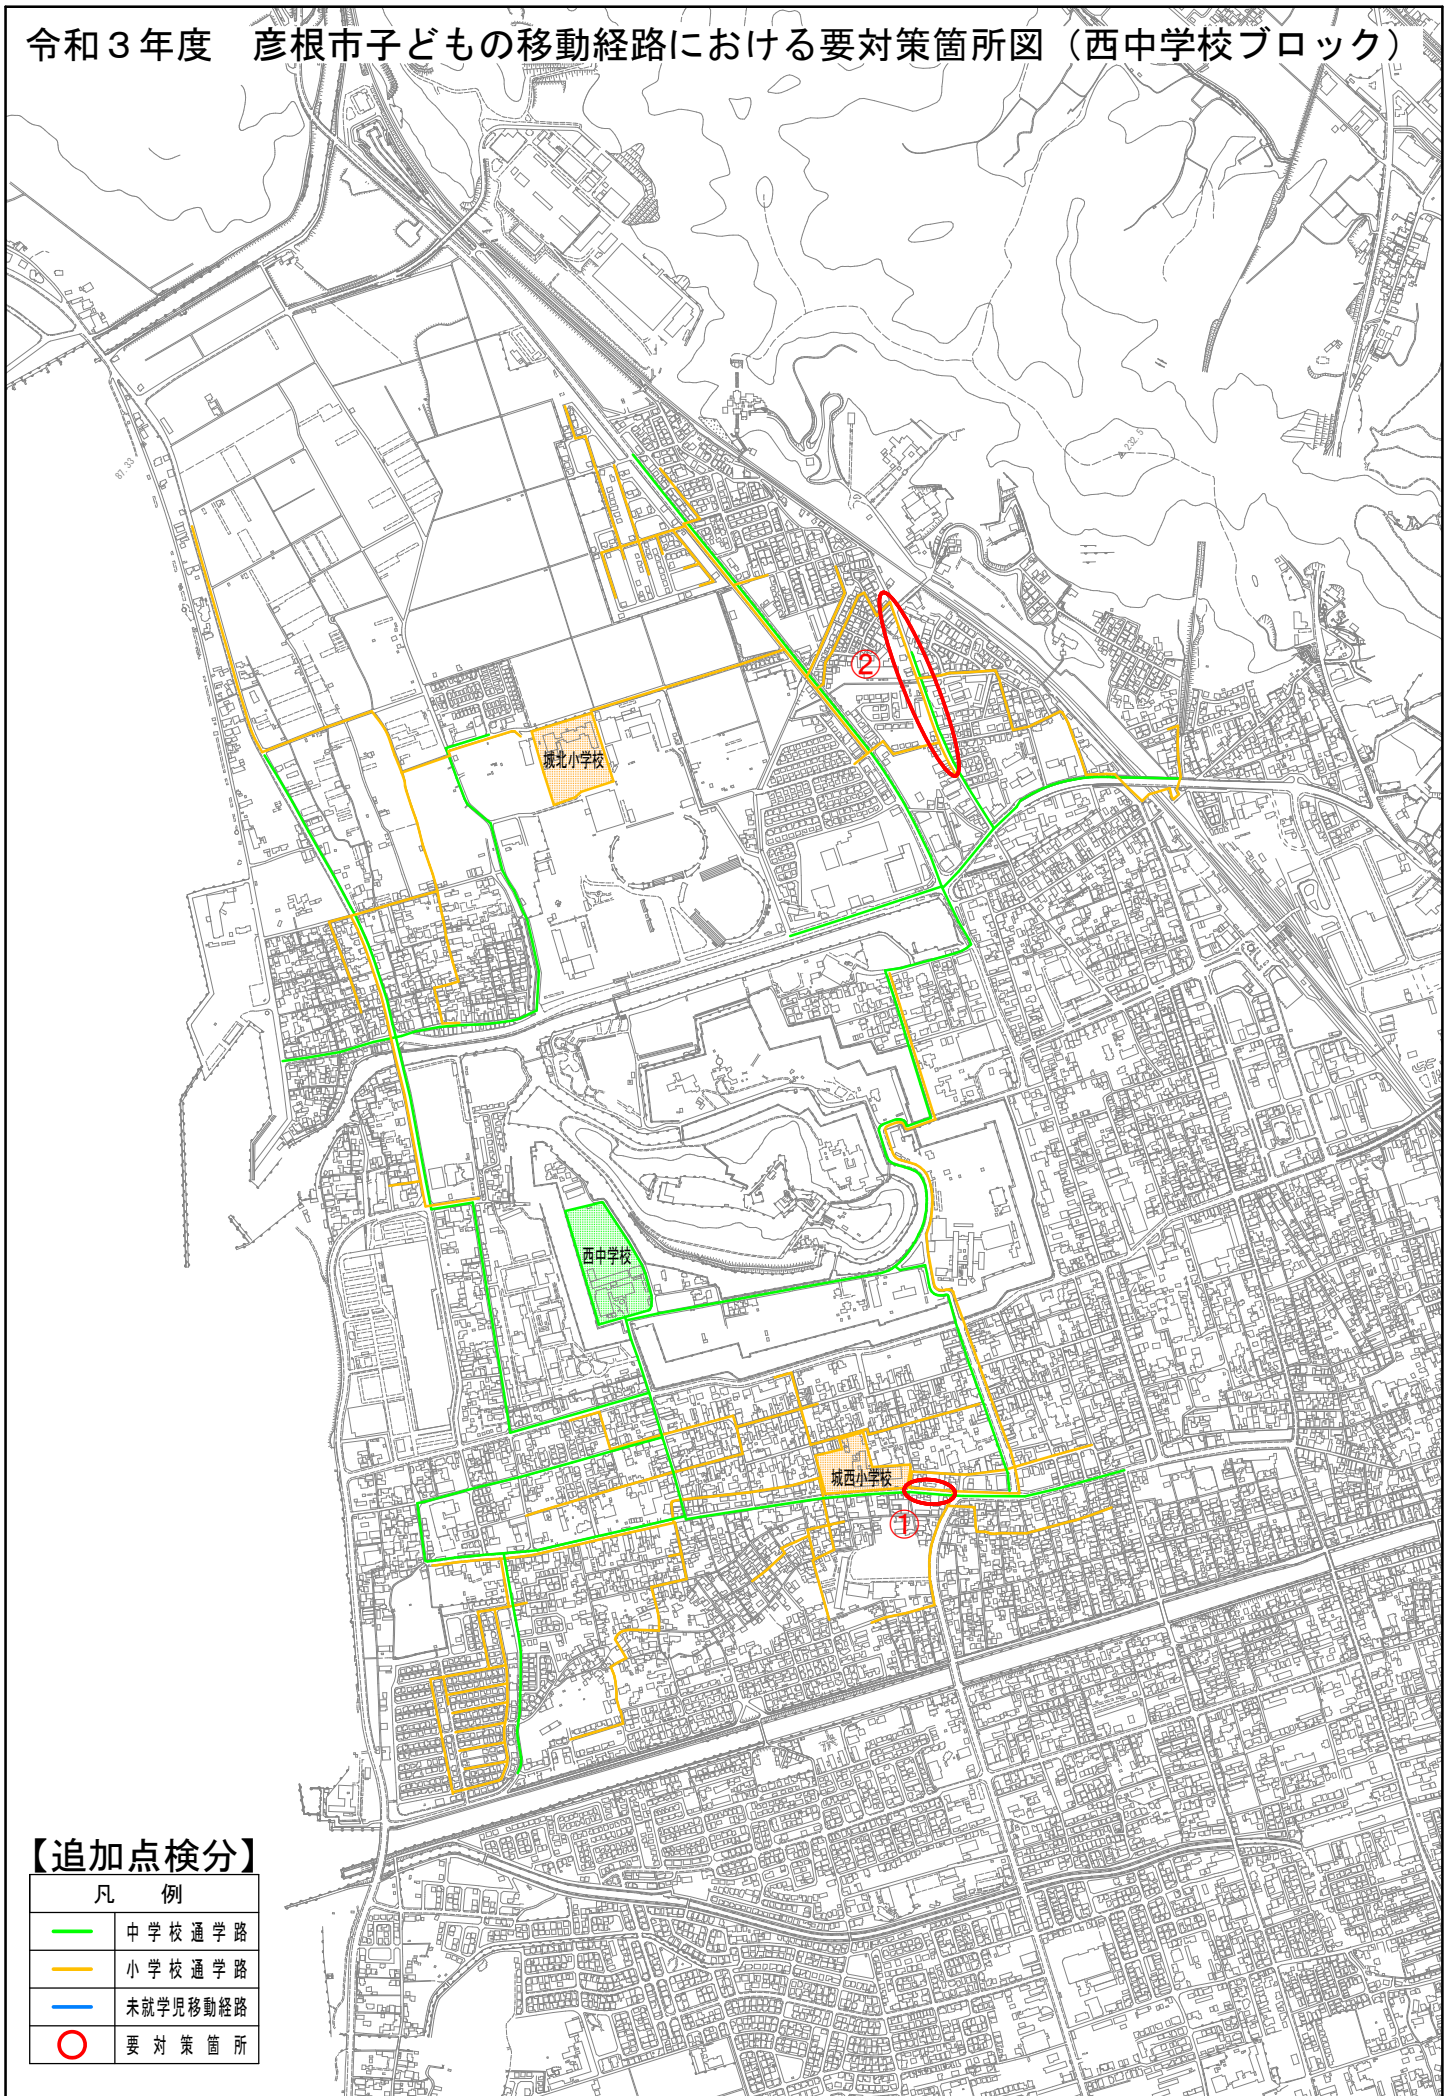 令和３年度　彦根市子どもの移動経路における要対策箇所図（西中学校ブロック）
87.33
232.5
②
城北小学校
西中学校
城西小学校
①
【追加点検分】
凡　例
中学校通学路
小学校通学路
未就学児移動経路
要対策箇所